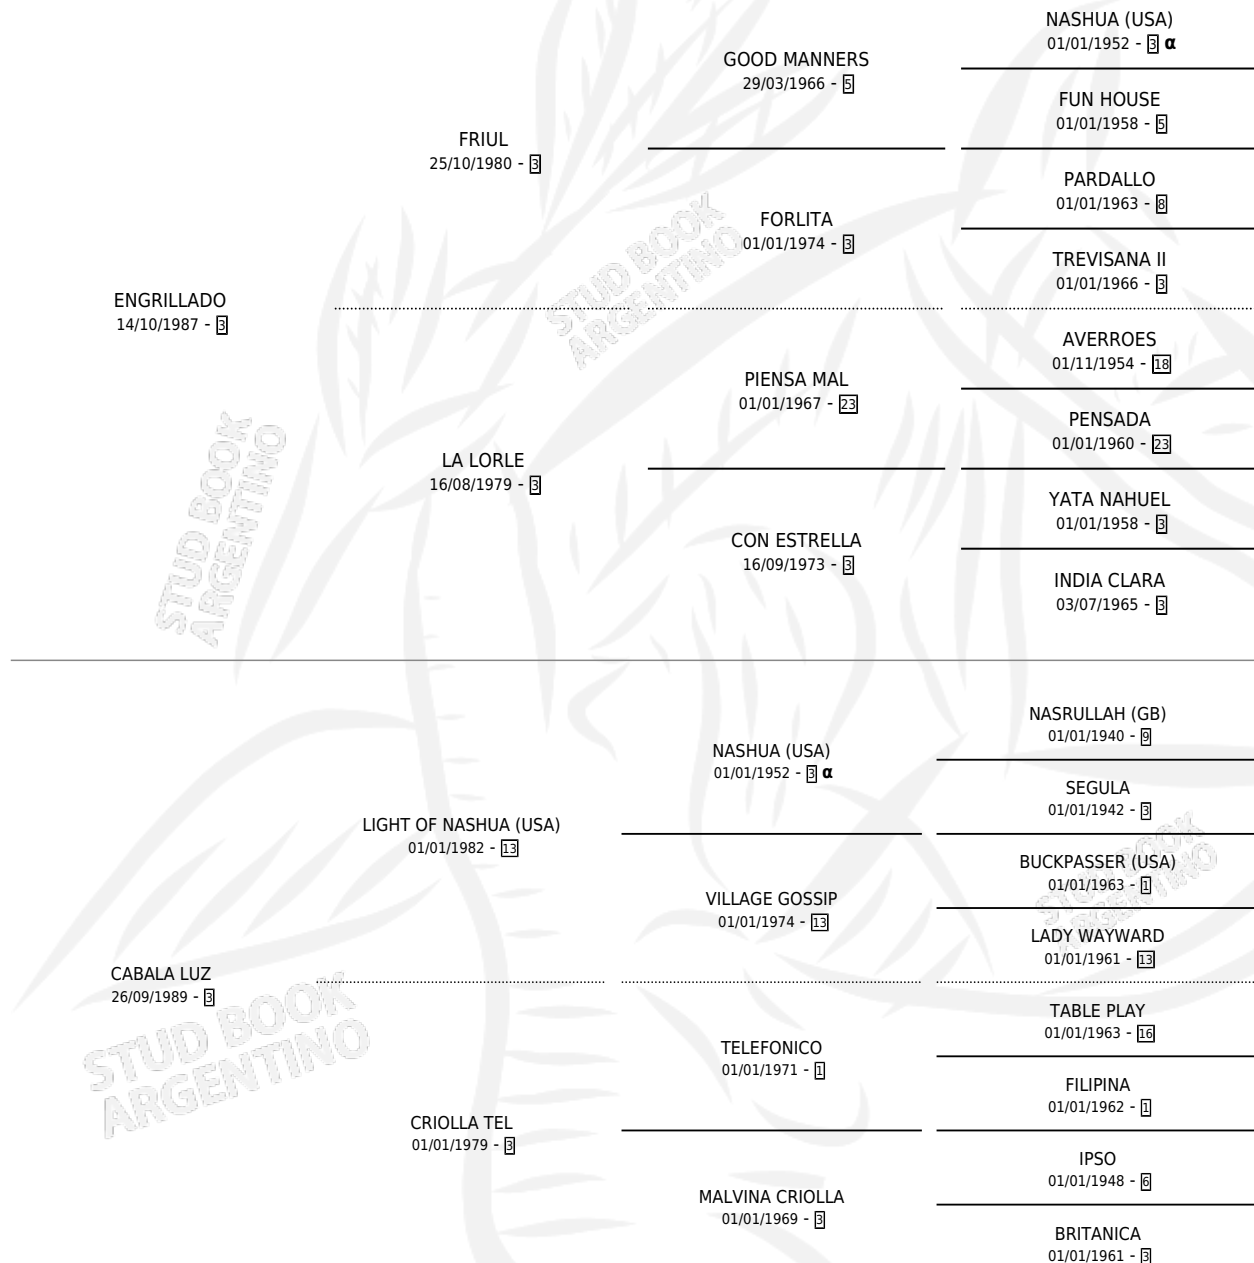 NASHUA (USA)
01/01/1952 - 3 α
GOOD MANNERS
29/03/1966 - 5
FUN HOUSE
01/01/1958 - 5
FRIUL
25/10/1980 - 3
PARDALLO
01/01/1963 - 8
FORLITA
01/01/1974 - 3
TREVISANA II
01/01/1966 - 3
STUD BOOK
ARGENTINO
ENGRILLADO
14/10/1987 - 3
AVERROES
01/11/1954 - 18
PIENSA MAL
01/01/1967 - 23
PENSADA
01/01/1960 - 23
LA LORLE
16/08/1979 - 3
YATA NAHUEL
01/01/1958 - 3
CON ESTRELLA
16/09/1973 - 3
INDIA CLARA
03/07/1965 - 3
STUD BOOK
ARGENTINO
NASRULLAH (GB)
01/01/1940 - 9
NASHUA (USA)
01/01/1952 - 3 α
SEGULA
01/01/1942 - 3
LIGHT OF NASHUA (USA)
01/01/1982 - 13
BUCKPASSER (USA)
01/01/1963 - 1
VILLAGE GOSSIP
01/01/1974 - 13
LADY WAYWARD
01/01/1961 - 13
STUD BOOK
ARGENTINO
CABALA LUZ
26/09/1989 - 3
TABLE PLAY
01/01/1963 - 16
TELEFONICO
01/01/1971 - 1
FILIPINA
01/01/1962 - 1
STUD BOOK
ARGENTINO
CRIOLLA TEL
01/01/1979 - 3
IPSO
01/01/1948 - 6
MALVINA CRIOLLA
01/01/1969 - 3
BRITANICA
01/01/1961 - 3